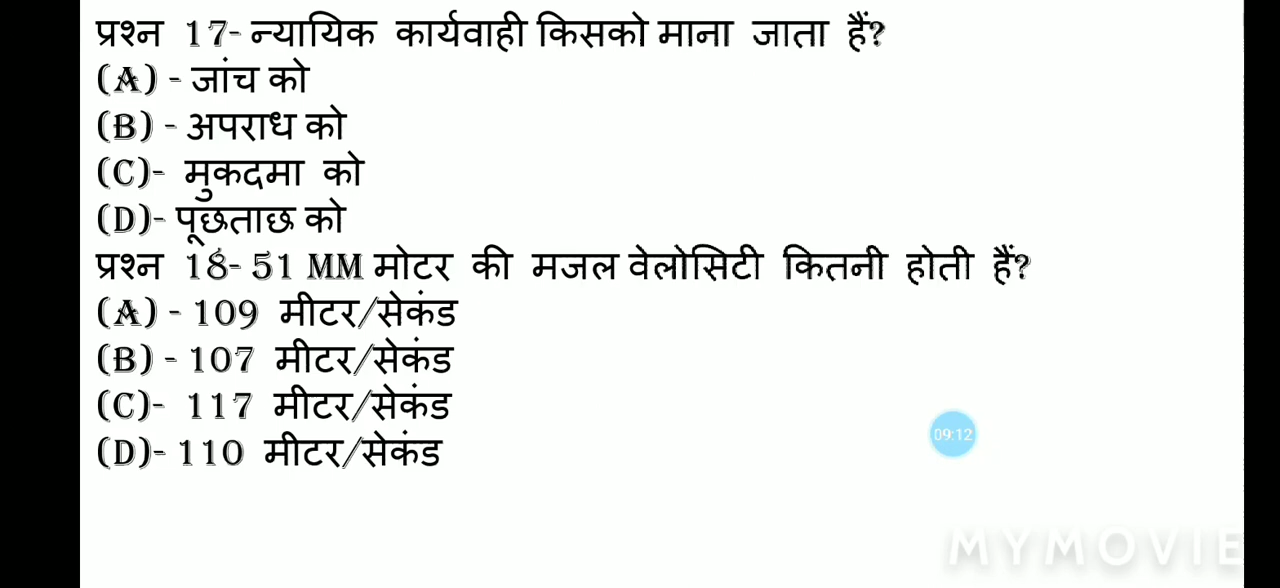 प्रश्न 17- न्यायिक कार्यवाही किसको माना जाता हैं?
(A) - जांच को
(B) - अपराध को
(C)- मुकदमा को
(D)- पूछताछ को
प्रश्न 18- 51 MM मोटर की मजल वेलोसिटी कितनी होती हैं?
(A) - 109 मीटर/सेकंड
(B) - 107 मीटर/सेकंड
(C)- 117 मीटर/सेकंड
(D)- 110 मीटर/सेकंड
09:12
MYMOVIE